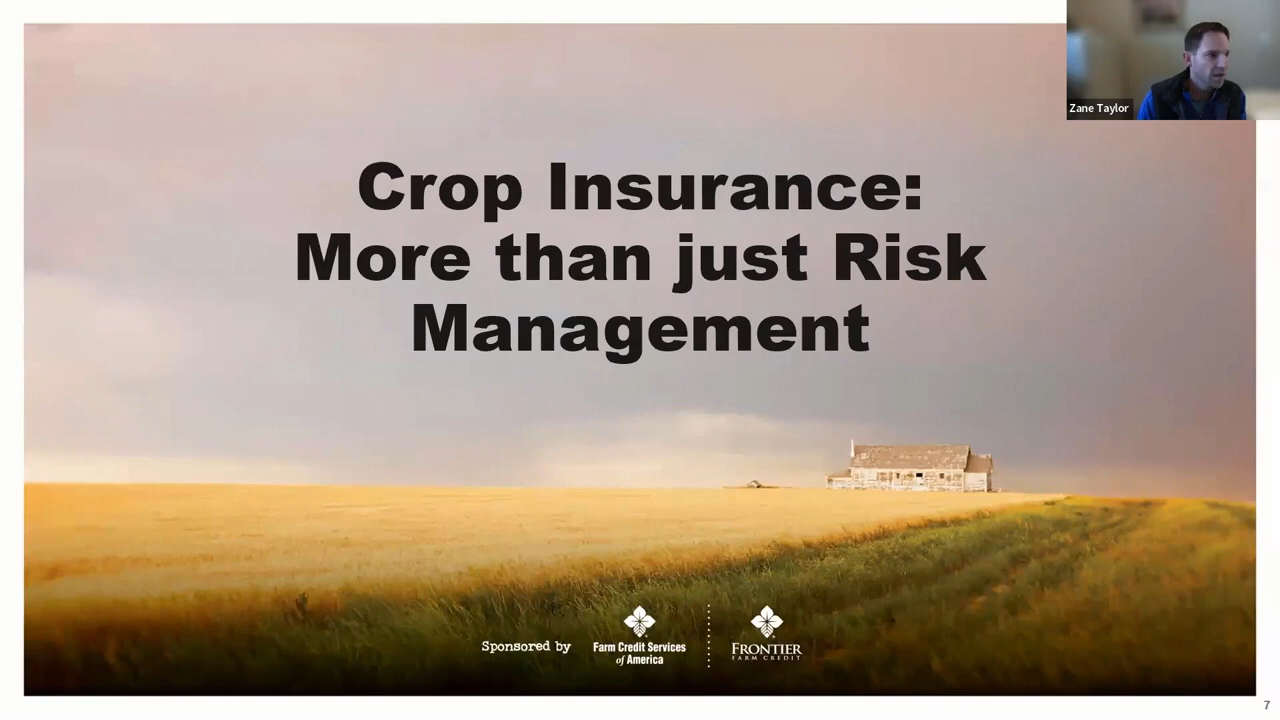 Zane Taylor
Crop Insurance:
More than just Risk
Management
Sponsored by
Farm Credit Services
of America
FRONTIER
FARM CREDIT
7